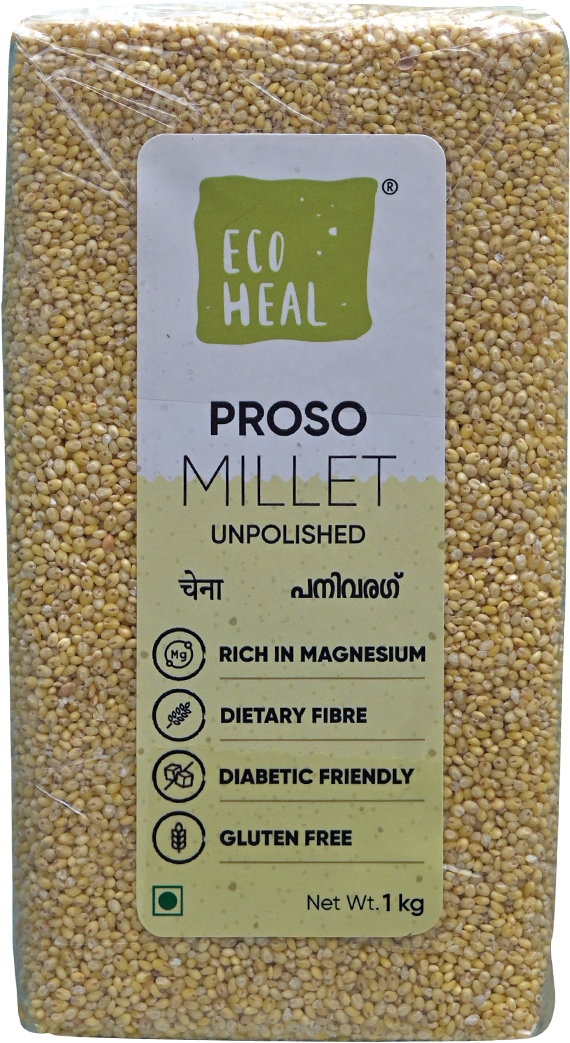 ECO
HEAL
®
PROSO
MILLET
UNPOLISHED
चेना പനിവരഗ്
Mg RICH IN MAGNESIUM
DIETARY FIBRE
DIABETIC FRIENDLY
GLUTEN FREE
Net Wt. 1 kg